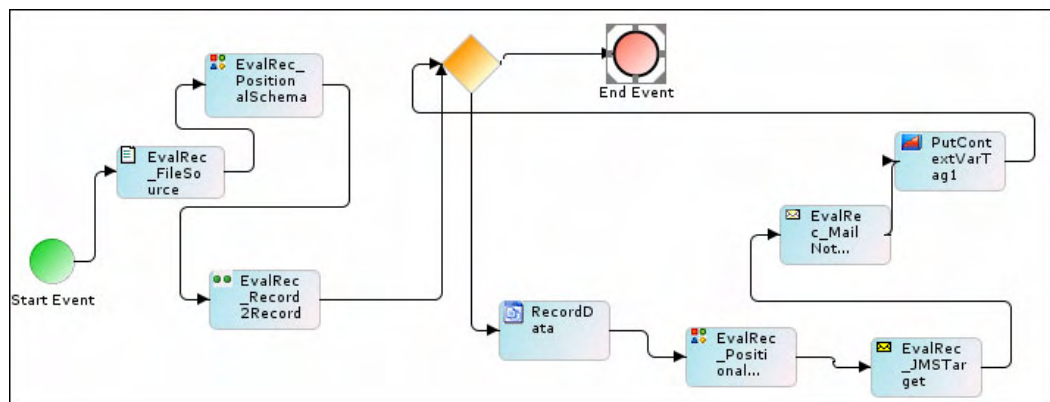 EvalRec_
Position
alSchema
End Event
EvalRec
_FileSo
urce
PutCont
extVarT
ag1
EvalRe
c_Mail
Not...
Start Event
EvalRec
_Record
2Record
RecordD
ata
EvalRec
_Positi
onal...
EvalRec
_JMSTar
get